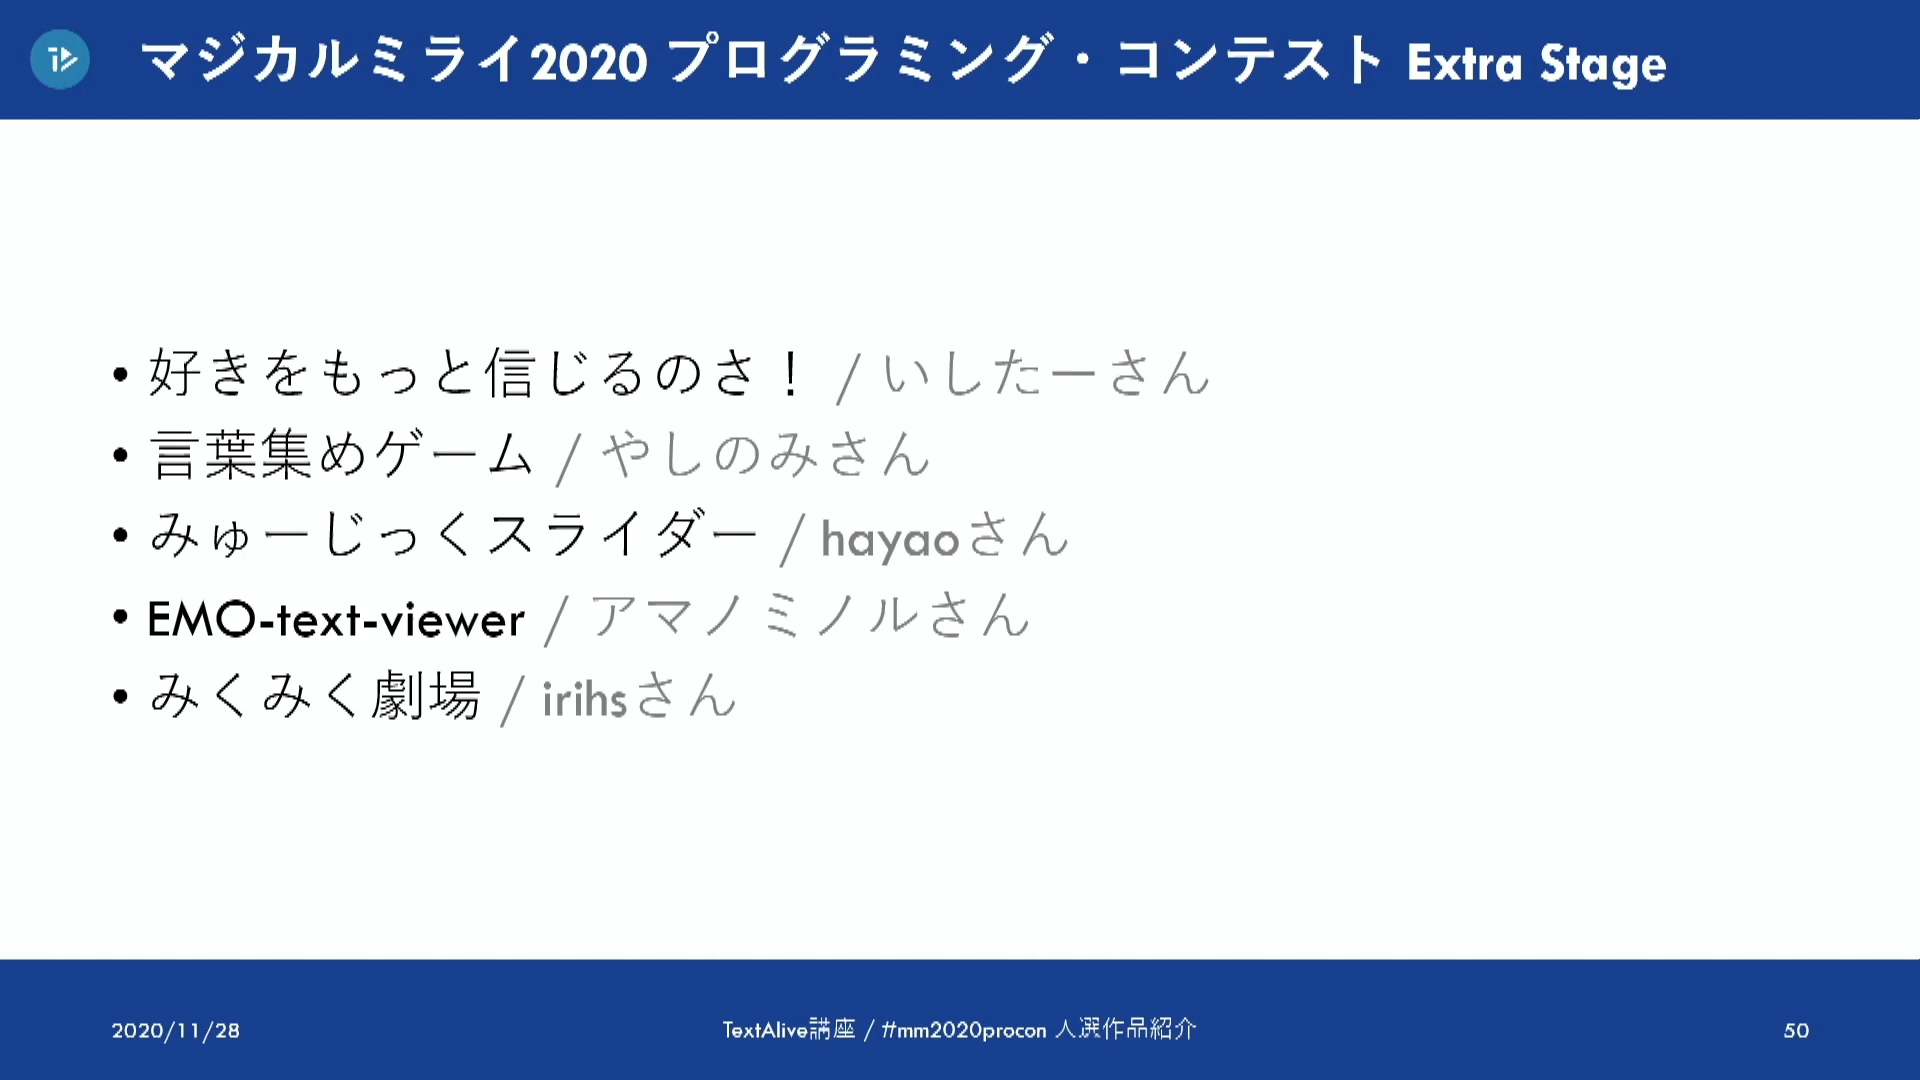 マジカルミライ2020 プログラミング・コンテスト Extra Stage
• 好きをもっと信じるのさ！ / いしたーさん
• 言葉集めゲーム / やしのみさん
• みゅーじっくスライダー / hayaoさん
• EMO-text-viewer / アマノミノルさん
• みくみく劇場 / irihsさん
2020/11/28
TextAlive講座 / #mm2020procon 入選作品紹介
50